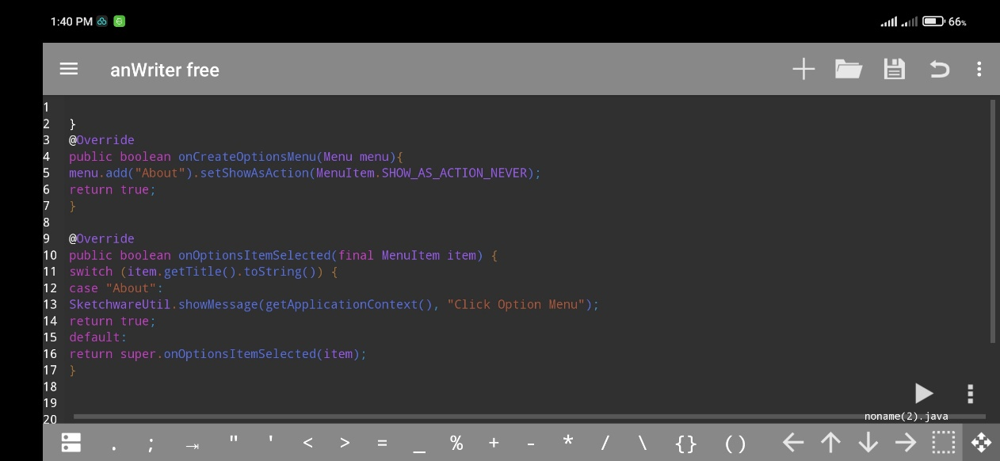 1:40 PM
66%
anWriter free
1
2 }
3 @Override
4 public boolean onCreateOptionsMenu(Menu menu){
5 menu.add("About").setShowAsAction(MenuItem.SHOW_AS_ACTION_NEVER);
6 return true;
7 }
8
9 @Override
10 public boolean onOptionsItemSelected(final MenuItem item) {
11 switch (item.getTitle().toString()) {
12 case "About":
13 SketchwareUtil.showMessage(getApplicationContext(), "Click Option Menu");
14 return true;
15 default:
16 return super.onOptionsItemSelected(item);
17 }
18
19
20
noname(2).java
. ; → " ' < > = _ % + - * / \ {} () ← ↑ ↓ →